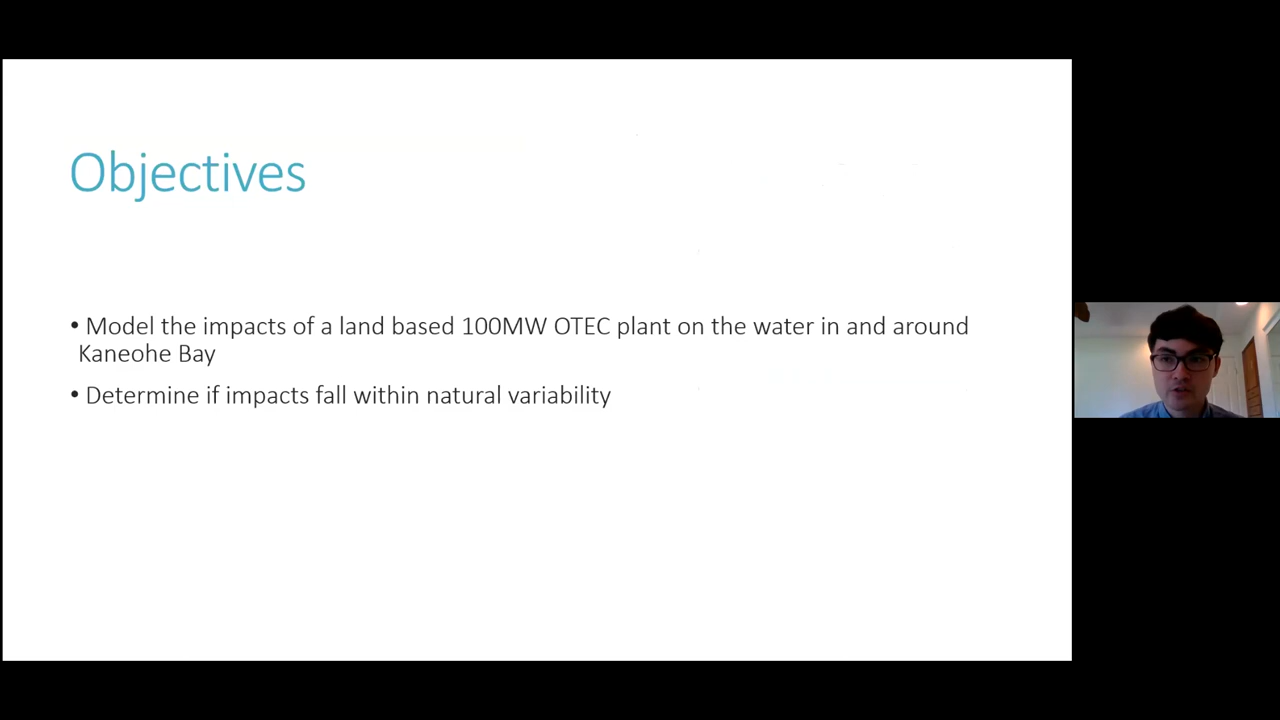 Objectives
• Model the impacts of a land based 100MW OTEC plant on the water in and around
Kaneohe Bay
• Determine if impacts fall within natural variability